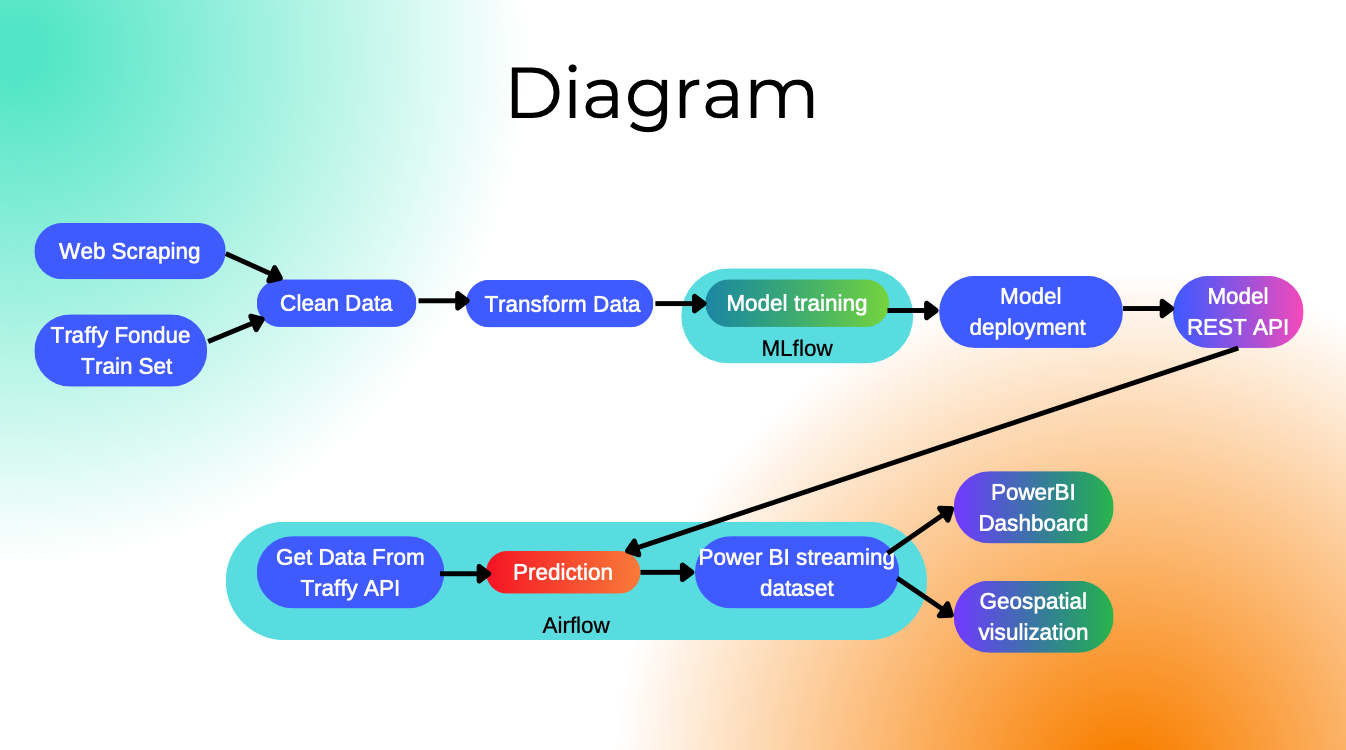 Diagram
Web Scraping
Traffy Fondue
Train Set
Clean Data
Transform Data
Model training
MLflow
Model
deployment
Model
REST API
Get Data From
Traffy API
Prediction
Power BI streaming
dataset
Airflow
PowerBI
Dashboard
Geospatial
visulization